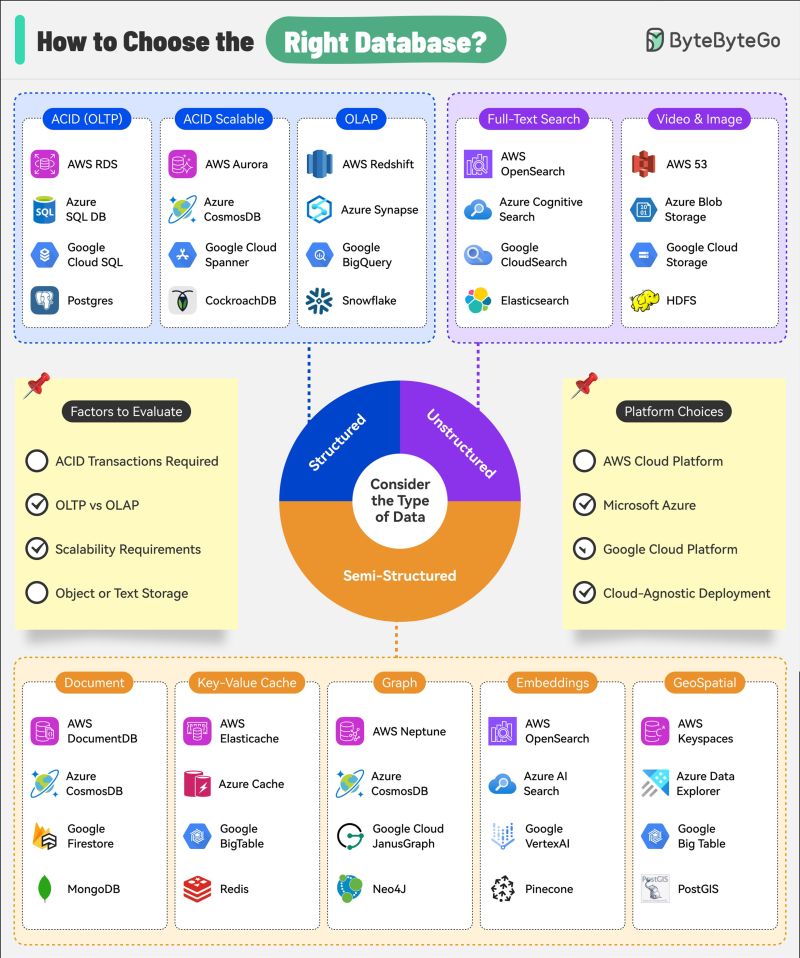 How to Choose the Right Database?
ByteByteGo
ACID (OLTP)
AWS RDS
Azure
SQL DB
SQL
Google
Cloud SQL
Postgres
ACID Scalable
AWS Aurora
Azure
CosmosDB
Google Cloud
Spanner
CockroachDB
OLAP
AWS Redshift
Azure Synapse
Google
BigQuery
Snowflake
Full-Text Search
AWS
OpenSearch
Azure Cognitive
Search
Google
CloudSearch
Elasticsearch
Video & Image
AWS 53
Azure Blob
Storage
10
01
Google Cloud
Storage
HDFS
Factors to Evaluate
ACID Transactions Required
OLTP vs OLAP
Scalability Requirements
Object or Text Storage
Structured
Unstructured
Consider
the Type
of Data
Semi-Structured
Platform Choices
AWS Cloud Platform
Microsoft Azure
Google Cloud Platform
Cloud-Agnostic Deployment
Document
AWS
DocumentDB
Azure
CosmosDB
Google
Firestore
MongoDB
Key-Value Cache
AWS
Elasticache
Azure Cache
Google
BigTable
Redis
Graph
AWS Neptune
Azure
CosmosDB
Google Cloud
JanusGraph
Neo4J
Embeddings
AWS
OpenSearch
Azure AI
Search
Google
VertexAI
Pinecone
GeoSpatial
AWS
Keyspaces
Azure Data
Explorer
Google
Big Table
PostGIS
PostGIS